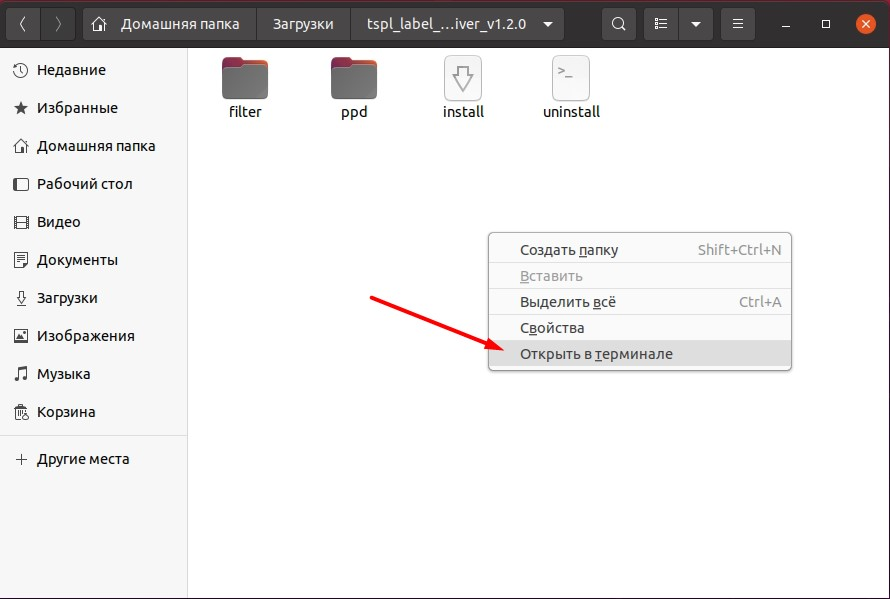 Домашняя папка Загрузки tspl_label_...iver_v1.2.0
Недавние
Избранные
Домашняя папка
Рабочий стол
Видео
Документы
Загрузки
Изображения
Музыка
Корзина
Другие места
filter ppd install uninstall
>_
Создать папку Shift+Ctrl+N
Вставить
Выделить всё Ctrl+A
Свойства
Открыть в терминале